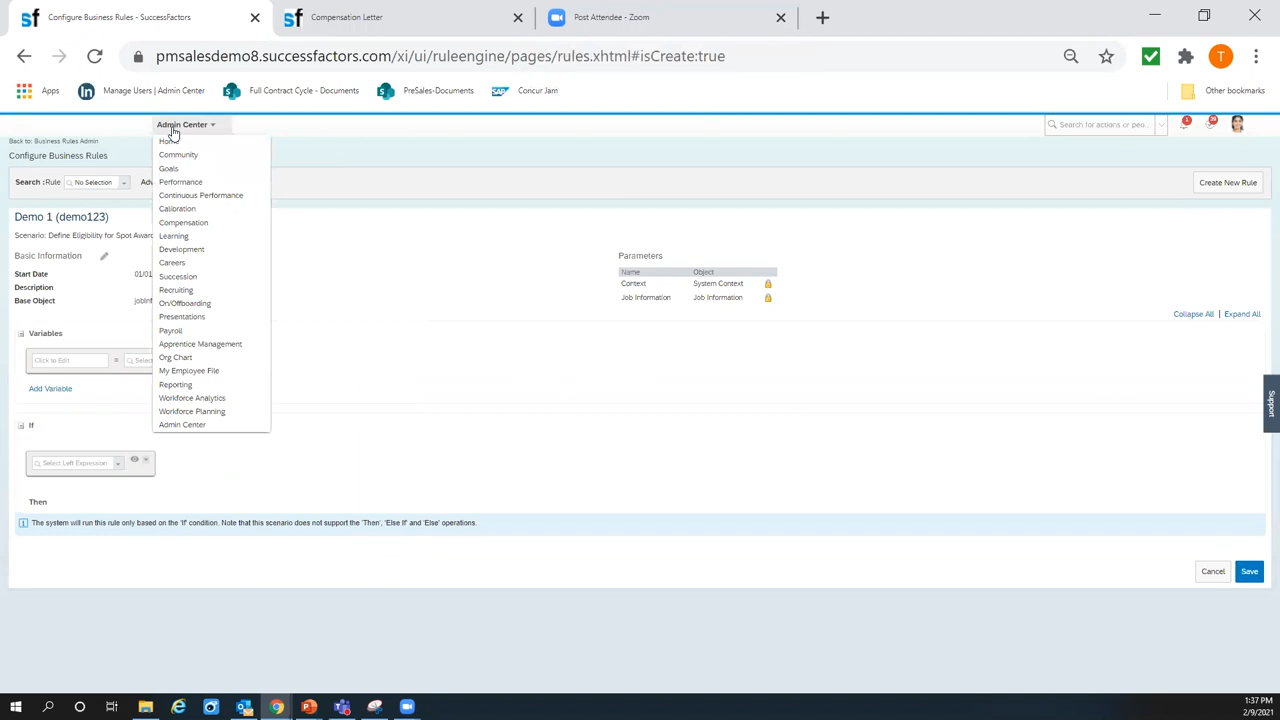 Configure Business Rules - SuccessFactors
Compensation Letter
Post Attendee - Zoom
pmsalesdemo8.successfactors.com/xi/ui/ruleengine/pages/rules.xhtml#isCreate:true
T
Apps
Manage Users | Admin Center
Full Contract Cycle - Documents
PreSales-Documents
Concur Jam
Other bookmarks
Admin Center
Search for actions or peo...
Back to: Business Rules Admin
Configure Business Rules
Search :Rule
No Selection
Create New Rule
Home
Community
Goals
Performance
Continuous Performance
Calibration
Compensation
Learning
Development
Careers
Succession
Recruiting
On/Offboarding
Presentations
Payroll
Apprentice Management
Org Chart
My Employee File
Reporting
Workforce Analytics
Workforce Planning
Admin Center
Demo 1 (demo123)
Scenario: Define Eligibility for Spot Awar
Basic Information
Start Date
01/01
Description
Base Object
jobInf
Parameters
Name Object
Context System Context
Job Information Job Information
Collapse All | Expand All
Variables
Click to Edit = Select
Add Variable
If
Select Left Expression
Then
The system will run this rule only based on the 'If' condition. Note that this scenario does not support the 'Then', 'Else If' and 'Else' operations.
Cancel
Save
Support
1:37 PM
2/9/2021